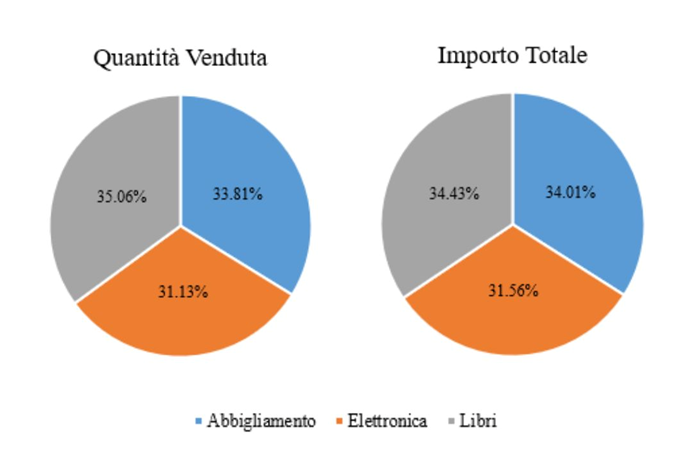 Quantità Venduta
Importo Totale
35.06%
33.81%
31.13%
34.43%
34.01%
31.56%
Abbigliamento
Elettronica
Libri